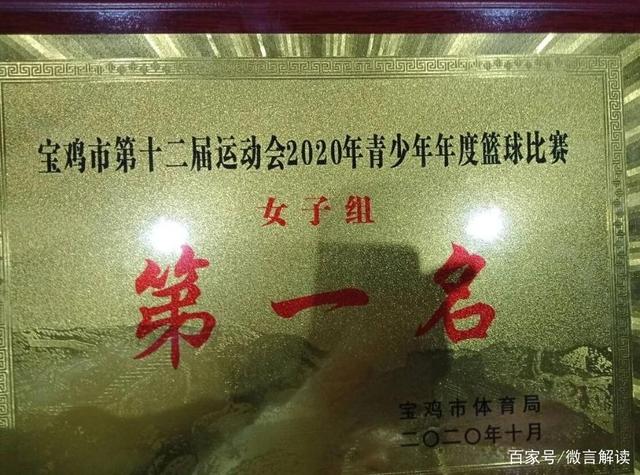 宝鸡市第十二届运动会2020年青少年年度篮球比赛
女子组
第一名
宝鸡市体育局
二〇二〇年十月
百家号/微言解读